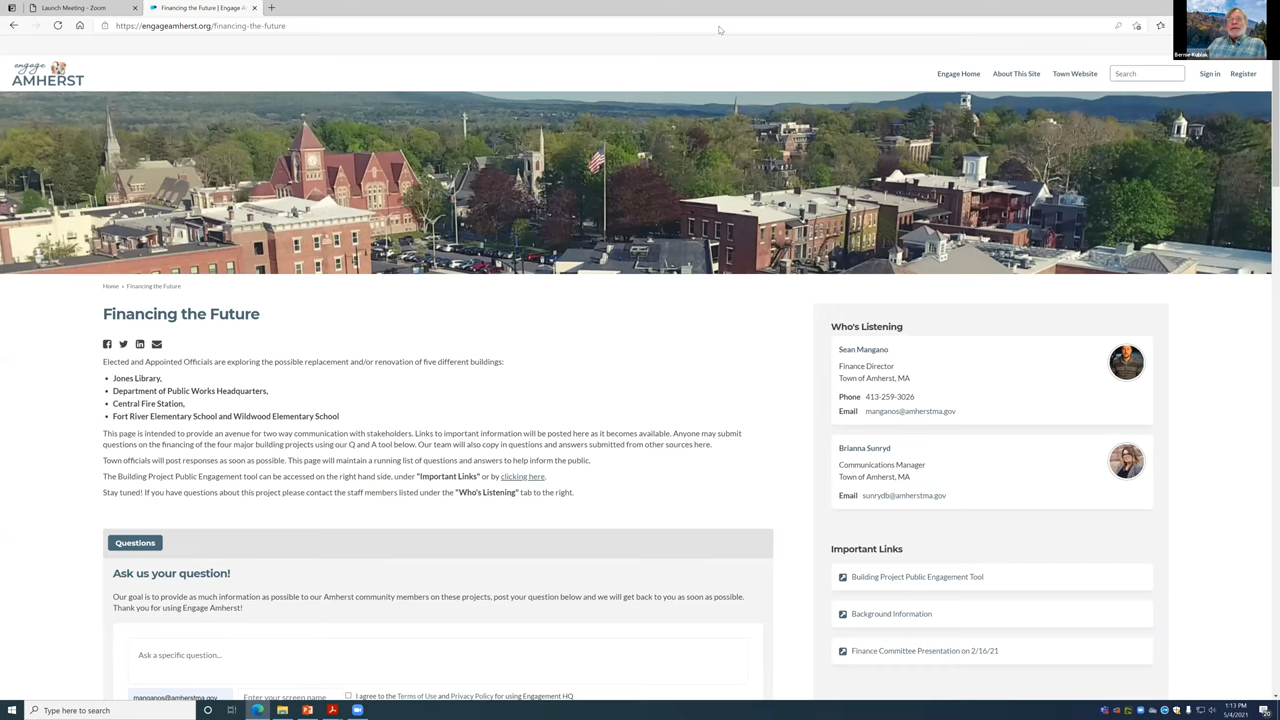 Launch Meeting - Zoom
Financing the Future | Engage A
https://engageamherst.org/financing-the-future
Bernie Kubiak
engage
AMHERST
Engage Home
About This Site
Town Website
Search
Sign in
Register
Home › Financing the Future
Financing the Future
Elected and Appointed Officials are exploring the possible replacement and/or renovation of five different buildings:
• Jones Library,
• Department of Public Works Headquarters,
• Central Fire Station,
• Fort River Elementary School and Wildwood Elementary School
This page is intended to provide an avenue for two way communication with stakeholders. Links to important information will be posted here as it becomes available. Anyone may submit
questions on the financing of the four major building projects using our Q and A tool below. Our team will also copy in questions and answers submitted from other sources here.
Town officials will post responses as soon as possible. This page will maintain a running list of questions and answers to help inform the public.
The Building Project Public Engagement tool can be accessed on the right hand side, under "Important Links" or by clicking here.
Stay tuned! If you have questions about this project please contact the staff members listed under the "Who's Listening" tab to the right.
Questions
Ask us your question!
Our goal is to provide as much information as possible to our Amherst community members on these projects, post your question below and we will get back to you as soon as possible.
Thank you for using Engage Amherst!
Ask a specific question...
manganos@amherstma.gov
Enter your screen name
I agree to the Terms of Use and Privacy Policy for using Engagement HQ
Who's Listening
Sean Mangano
Finance Director
Town of Amherst, MA
Phone 413-259-3026
Email manganos@amherstma.gov
Brianna Sunryd
Communications Manager
Town of Amherst, MA
Email sunrydb@amherstma.gov
Important Links
Building Project Public Engagement Tool
Background Information
Finance Committee Presentation on 2/16/21
Type here to search
1:13 PM
5/4/2021
20